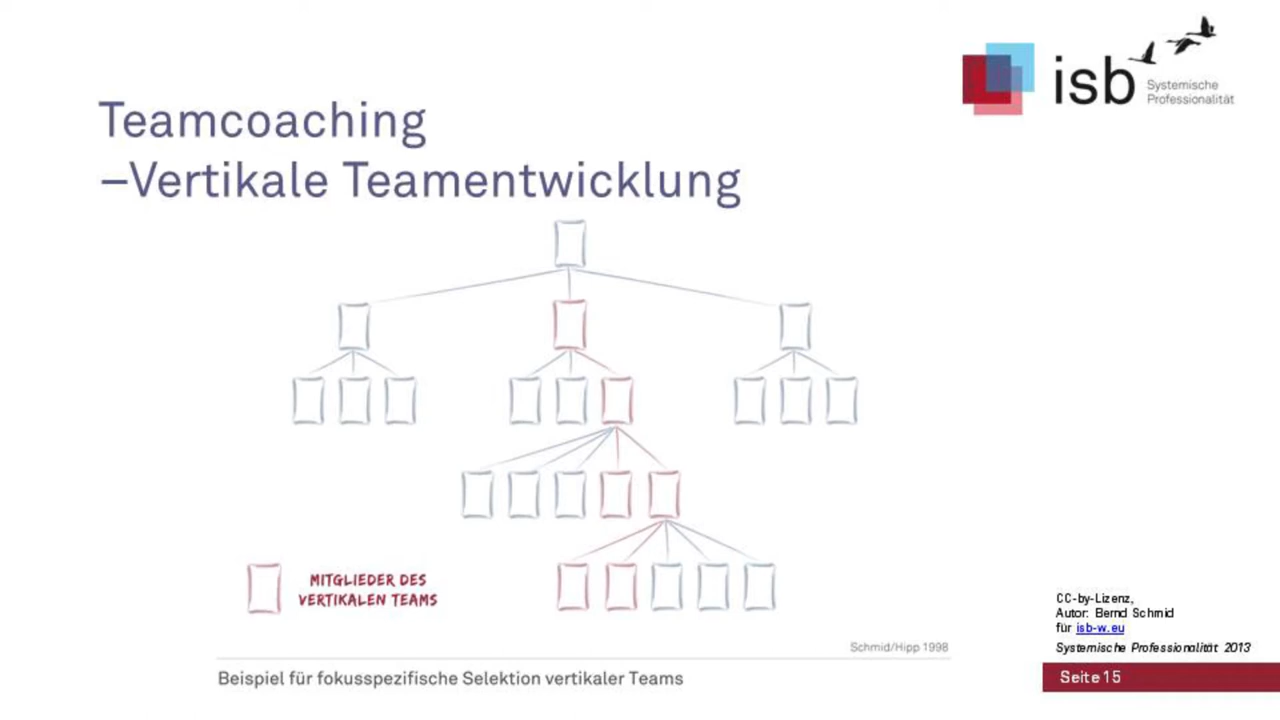 isb
Systemische
Professionalität
Teamcoaching
–Vertikale Teamentwicklung
MITGLIEDER DES
VERTIKALEN TEAMS
Schmid/Hipp 1998
Beispiel für fokusspezifische Selektion vertikaler Teams
CC-by-Lizenz,
Autor: Bernd Schmid
für isb-w.eu
Systemische Professionalität 2013
Seite 15